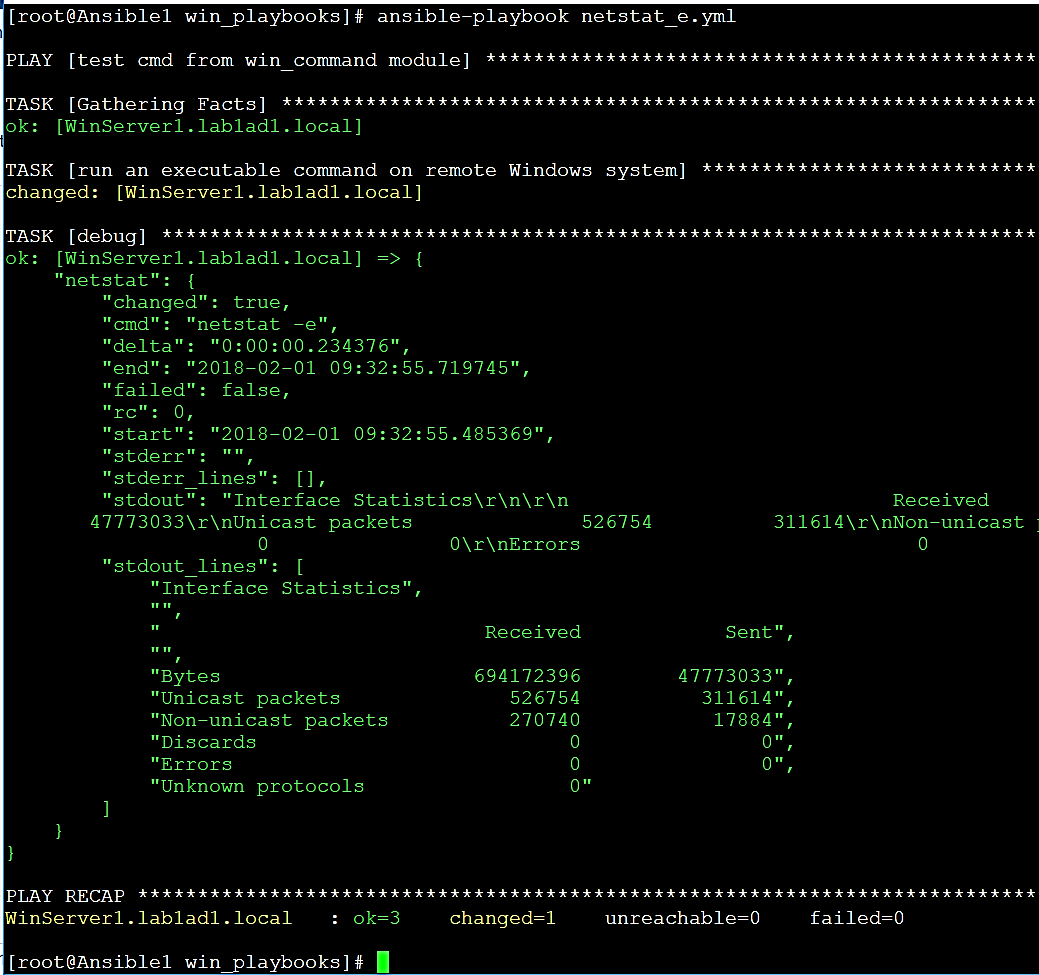 [root@Ansible1 win_playbooks]# ansible-playbook netstat_e.yml
PLAY [test cmd from win_command module] **********************************************
TASK [Gathering Facts] ***************************************************************
ok: [WinServer1.lab1ad1.local]
TASK [run an executable command on remote Windows system] ****************************
changed: [WinServer1.lab1ad1.local]
TASK [debug] *************************************************************************
ok: [WinServer1.lab1ad1.local] => {
    "netstat": {
        "changed": true,
        "cmd": "netstat -e",
        "delta": "0:00:00.234376",
        "end": "2018-02-01 09:32:55.719745",
        "failed": false,
        "rc": 0,
        "start": "2018-02-01 09:32:55.485369",
        "stderr": "",
        "stderr_lines": [],
        "stdout": "Interface Statistics\r\n\r\n                           Received
       47773033\r\nUnicast packets              526754          311614\r\nNon-unicast
                     0               0\r\nErrors                            0
        "stdout_lines": [
            "Interface Statistics",
            "",
            "                           Received            Sent",
            "",
            "Bytes                     694172396        47773033",
            "Unicast packets              526754          311614",
            "Non-unicast packets          270740           17884",
            "Discards                          0               0",
            "Errors                            0               0",
            "Unknown protocols                 0"
        ]
    }
}
PLAY RECAP ***************************************************************************
WinServer1.lab1ad1.local   : ok=3    changed=1    unreachable=0    failed=0
[root@Ansible1 win_playbooks]#